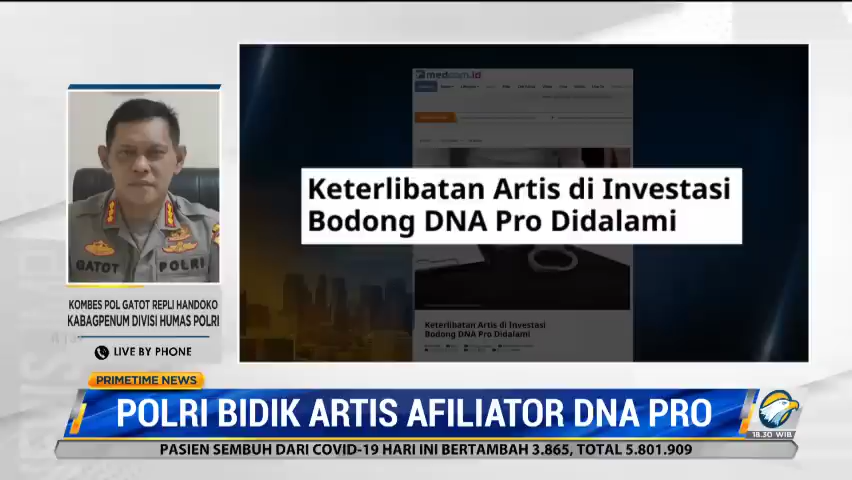 medcom.id
Keterlibatan Artis di Investasi
Bodong DNA Pro Didalami
GATOT
POLRI
Keterlibatan Artis di Investasi
Bodong DNA Pro Didalami
KOMBES POL GATOT REPLI HANDOKO
KABAGPENUM DIVISI HUMAS POLRI
LIVE BY PHONE
PRIMETIME NEWS
POLRI BIDIK ARTIS AFILIATOR DNA PRO
18.30 WIB
PASIEN SEMBUH DARI COVID-19 HARI INI BERTAMBAH 3.865, TOTAL 5.801.909